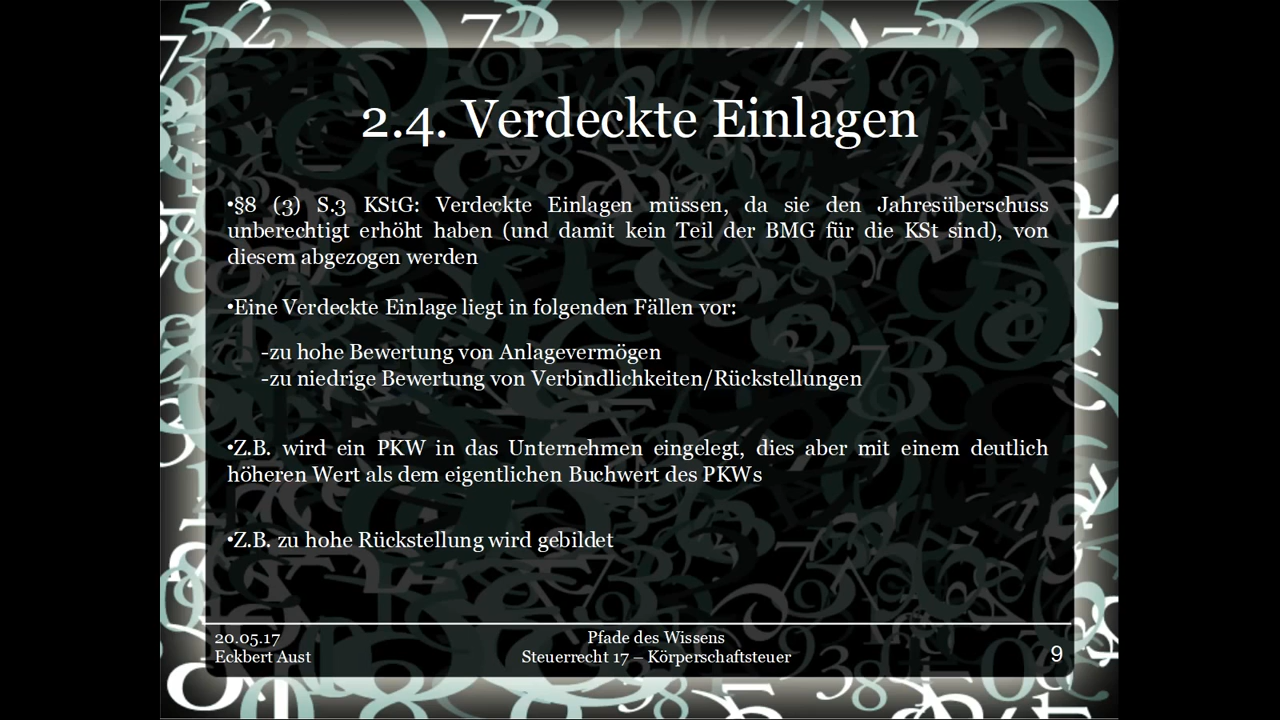 2.4. Verdeckte Einlagen
•§8 (3) S.3 KStG: Verdeckte Einlagen müssen, da sie den Jahresüberschuss
unberechtigt erhöht haben (und damit kein Teil der BMG für die KSt sind), von
diesem abgezogen werden
•Eine Verdeckte Einlage liegt in folgenden Fällen vor:
-zu hohe Bewertung von Anlagevermögen
-zu niedrige Bewertung von Verbindlichkeiten/Rückstellungen
•Z.B. wird ein PKW in das Unternehmen eingelegt, dies aber mit einem deutlich
höheren Wert als dem eigentlichen Buchwert des PKWs
•Z.B. zu hohe Rückstellung wird gebildet
20.05.17
Eckbert Aust
Pfade des Wissens
Steuerrecht 17 – Körperschaftsteuer
9